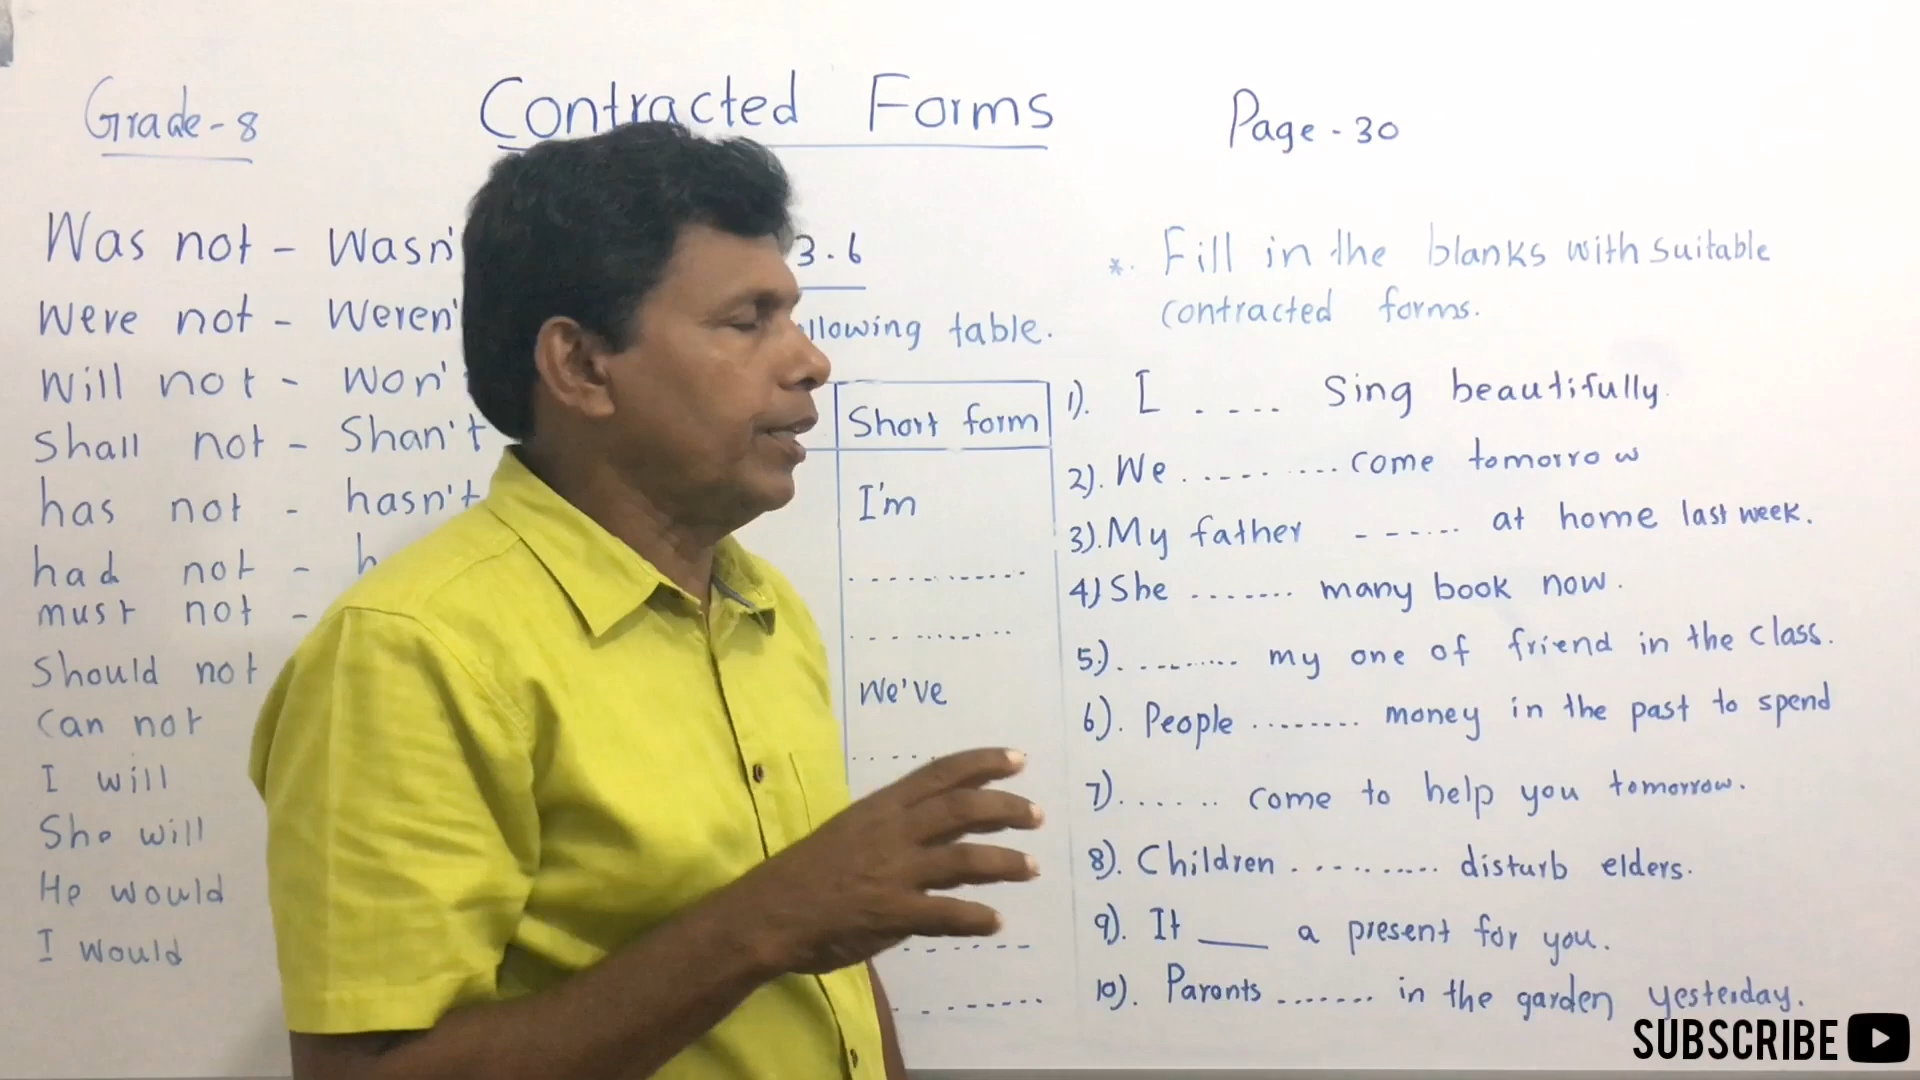 Grade - 8
Contracted Forms
Page - 30
Was not - Wasn'
Were not - Weren'
Will not - Won'
Shall not - Shan't
has not - hasn't
had not - h
must not -
Should not
Can not
I will
She will
He would
I would
3.6
following table.
Short form
I'm
..............
..............
We've
......
........
........
*. Fill in the blanks with suitable
contracted forms.
1). I ..... Sing beautifully.
2). We .......... come tomorrow
3). My father ...... at home last week.
4) She ........ many book now.
5). ......... my one of friend in the class.
6). People ........ money in the past to spend
7). ...... come to help you tomorrow.
8). Children .......... disturb elders.
9). It ____ a present for you.
10). Paronts ....... in the garden yesterday.
SUBSCRIBE